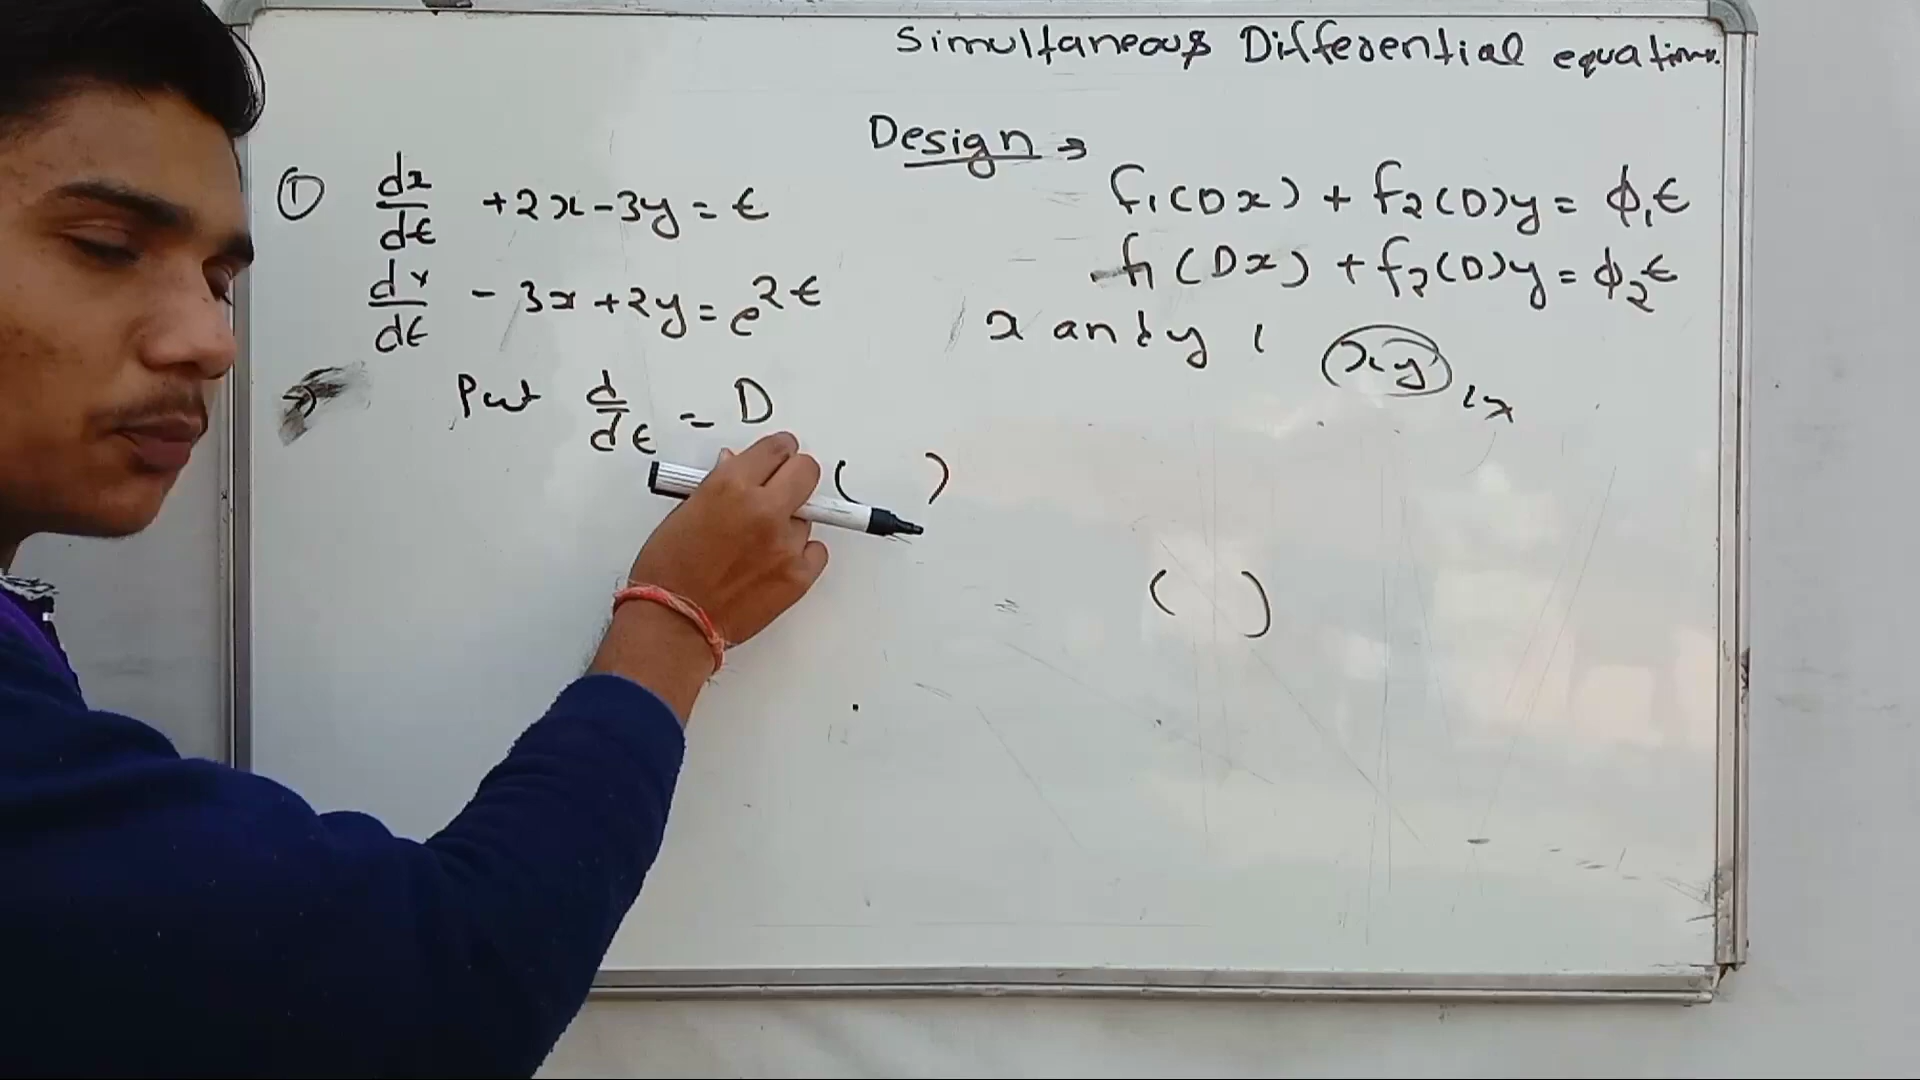 Simultaneous Differential equations.
Design →
① dx/dt + 2x - 3y = t
dy/dt - 3x + 2y = e^2t
f1(Dx) + f2(D)y = ϕ1t
f1(Dx) + f2(D)y = ϕ2t
x and y
xy
Put d/dt = D
( )
( )